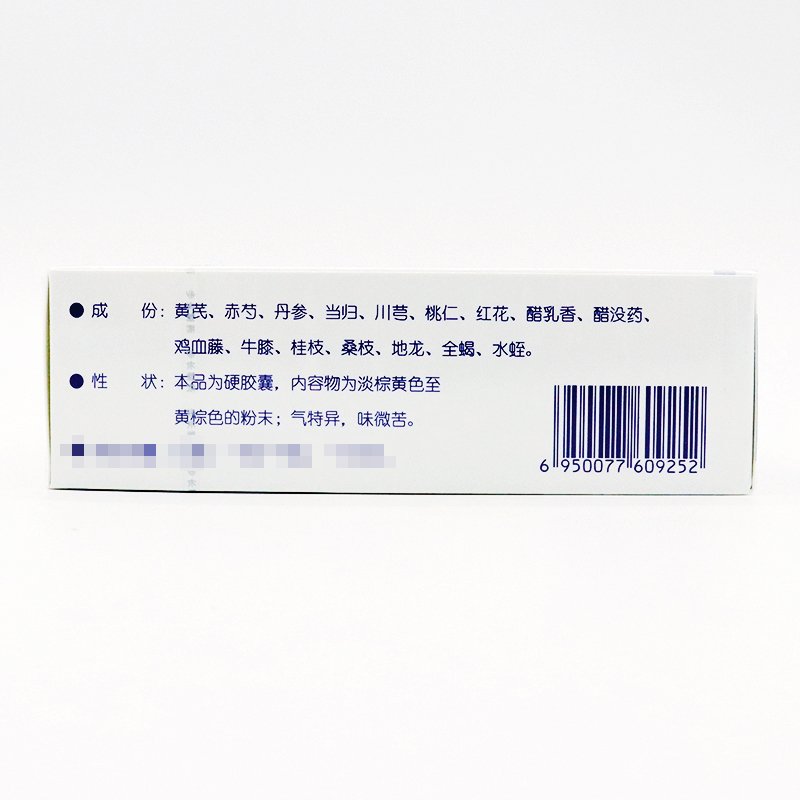 ●成 份：黄芪、赤芍、丹参、当归、川芎、桃仁、红花、醋乳香、醋没药、
鸡血藤、牛膝、桂枝、桑枝、地龙、全蝎、水蛭。
●性 状：本品为硬胶囊，内容物为淡棕黄色至
黄棕色的粉末；气特异，味微苦。
6 950077 609252